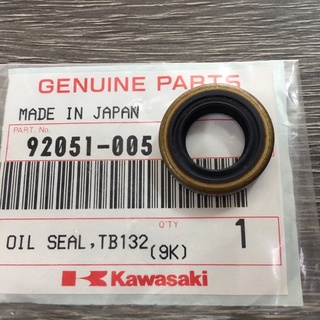 GENUINE PARTS
MADE IN JAPAN
PART. No.
92051-005
Q'TY
OIL SEAL,TB132 1
(9K)
Kawasaki